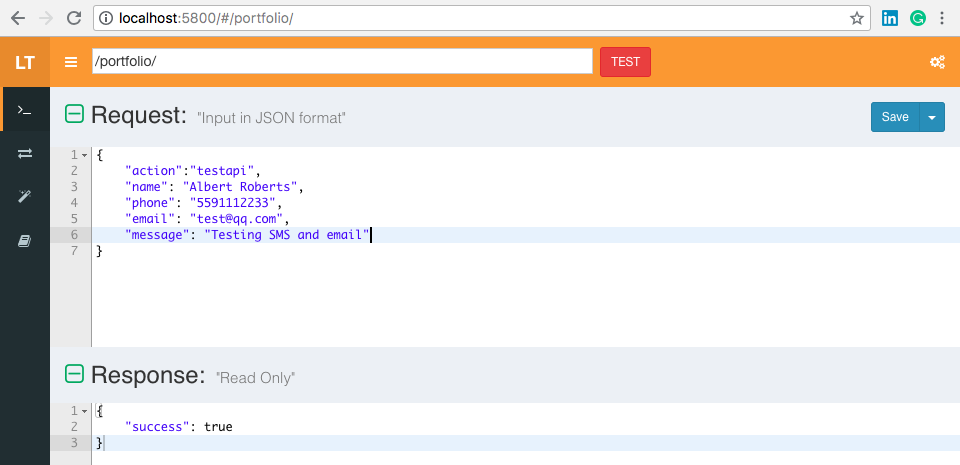 localhost:5800/#/portfolio/
LT
/portfolio/
TEST
Request: "Input in JSON format"
Save
1 {
2 "action":"testapi",
3 "name": "Albert Roberts",
4 "phone": "5591112233",
5 "email": "test@qq.com",
6 "message": "Testing SMS and email"
7 }
Response: "Read Only"
1 {
2 "success": true
3 }